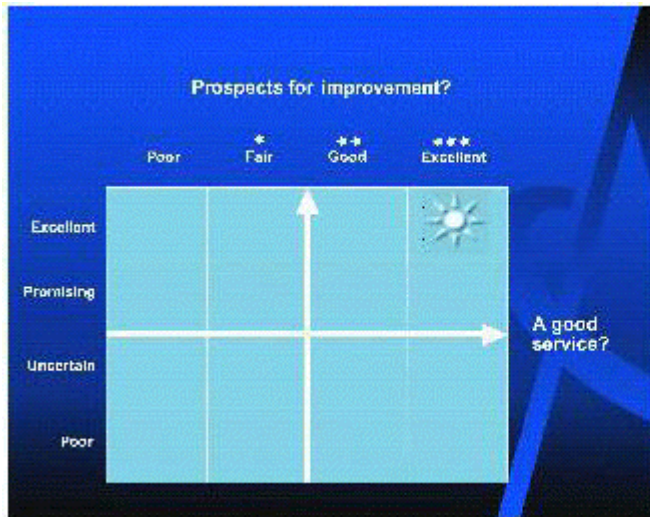 Prospects for improvement?
Poor Fair Good Excellent
Excellent
Promising
A good
service?
Uncertain
Poor